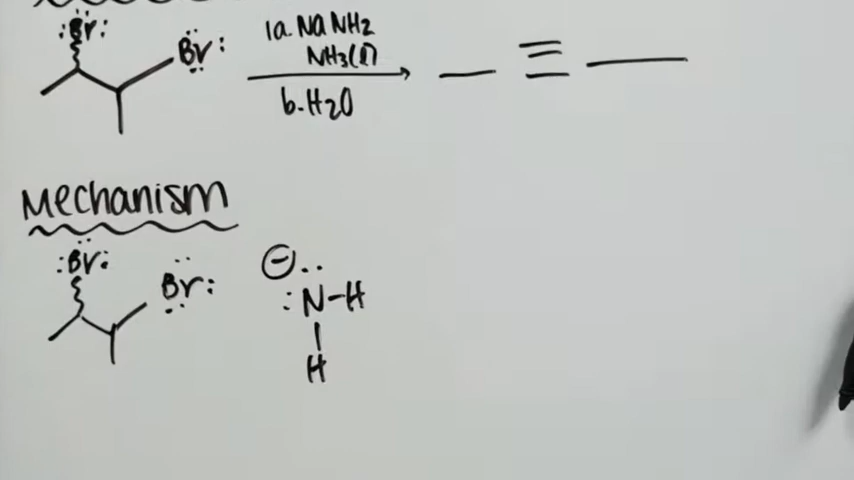 :Br:
Br:
1a. NaNH2
NH3(l)
b. H2O
Mechanism
:Br:
Br:
⊖
:N-H
H